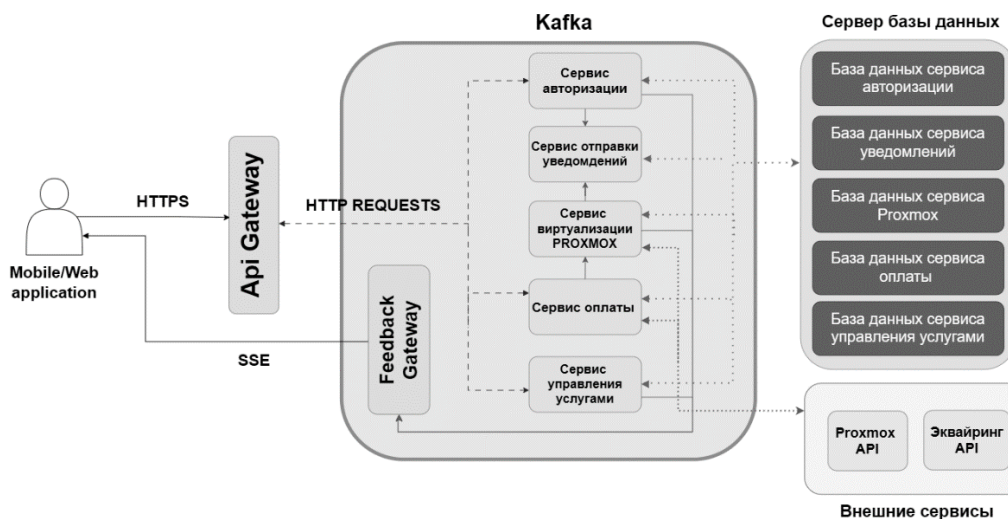 Kafka
Сервер базы данных
Сервис
авторизации
База данных сервиса
авторизации
Сервис отправки
уведомдений
База данных сервиса
уведомлений
Api Gateway
HTTPS
HTTP REQUESTS
Сервис
виртуализации
PROXMOX
База данных сервиса
Proxmox
Mobile/Web
application
Сервис оплаты
База данных сервиса
оплаты
Feedback
Gateway
SSE
База данных сервиса
управления услугами
Сервис
управления
услугами
Proxmox
API
Эквайринг
API
Внешние сервисы